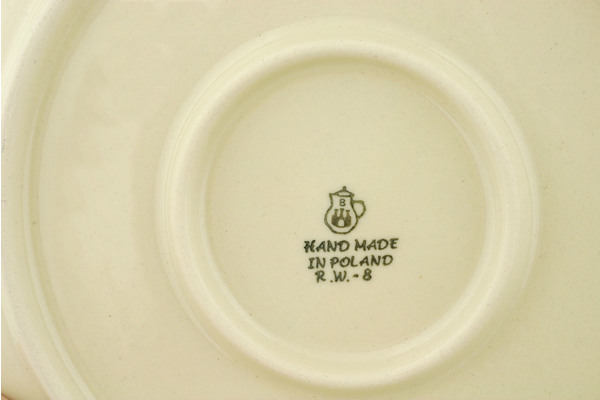 B
HAND MADE
IN POLAND
R.W.-8